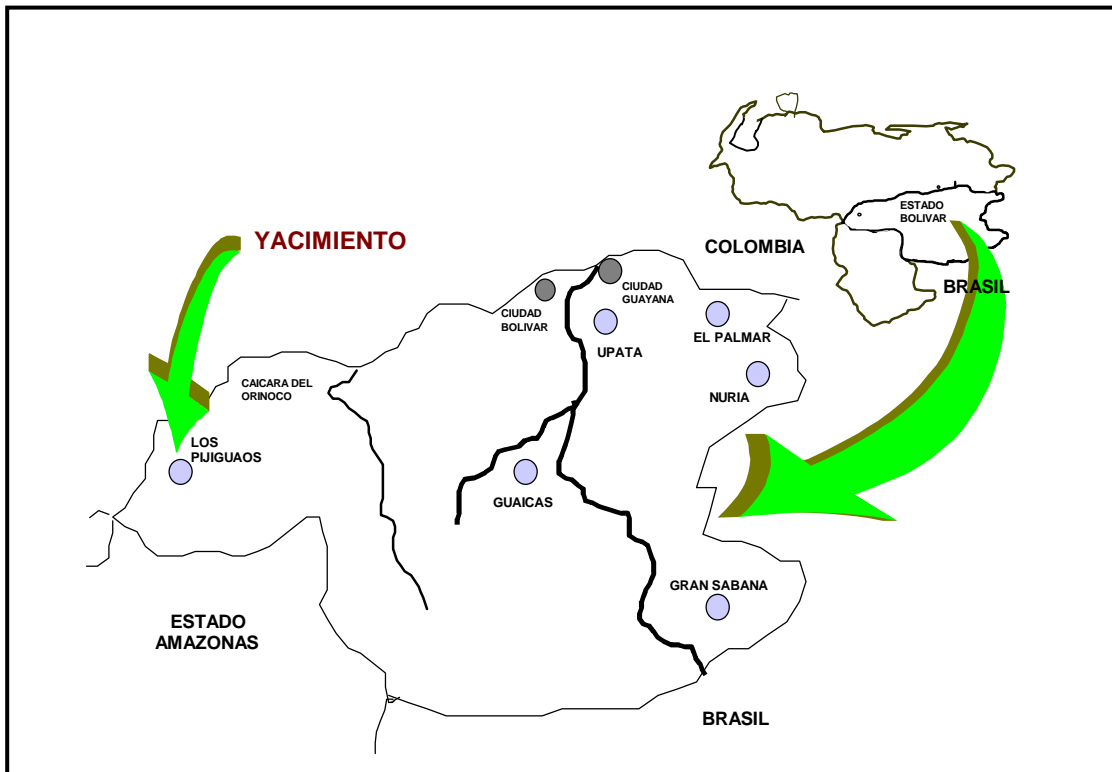 ESTADO
BOLIVAR
YACIMIENTO
COLOMBIA
BRASIL
CIUDAD
GUAYANA
CIUDAD
BOLIVAR
EL PALMAR
UPATA
CAICARA DEL
ORINOCO
NURIA
LOS
PIJIGUAOS
GUAICAS
GRAN SABANA
ESTADO
AMAZONAS
BRASIL